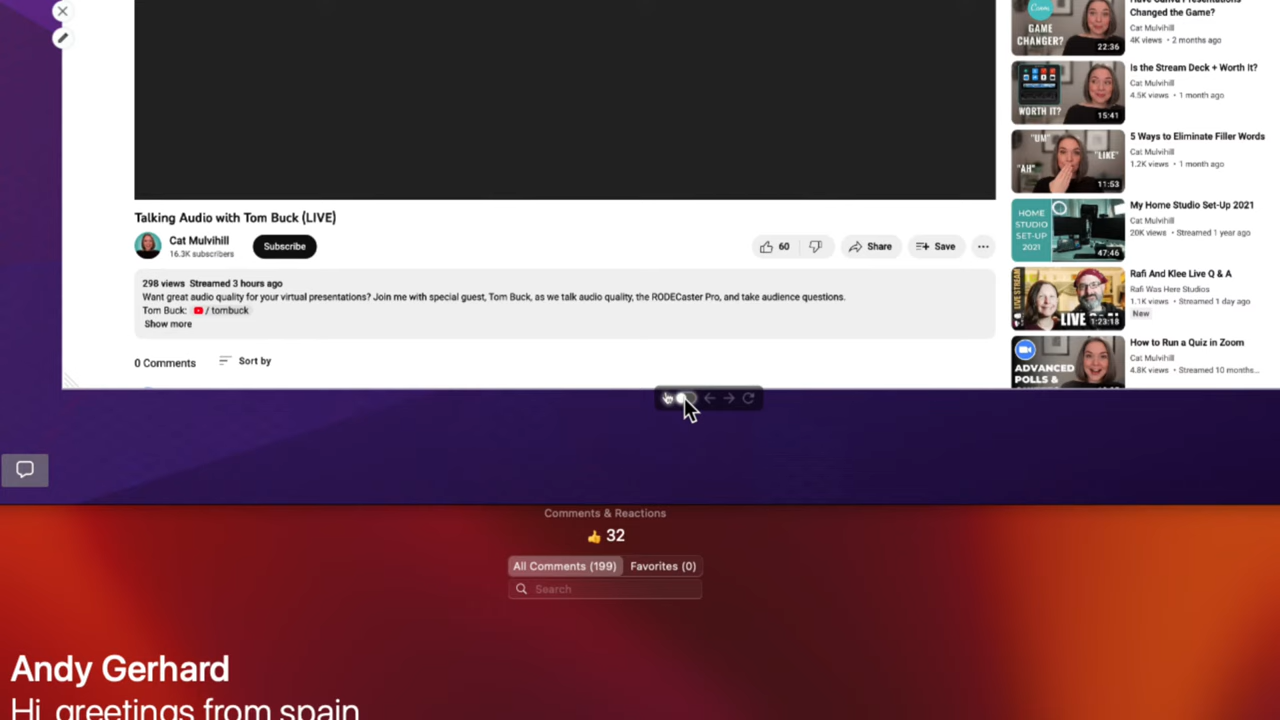 Talking Audio with Tom Buck (LIVE)
Cat Mulvihill
16.3K subscribers
Subscribe
60
Share
Save
298 views Streamed 3 hours ago
Want great audio quality for your virtual presentations? Join me with special guest, Tom Buck, as we talk audio quality, the RODECaster Pro, and take audience questions.
Tom Buck: / tombuck
Show more
0 Comments
Sort by
Have Canva Presentations
Changed the Game?
Cat Mulvihill
4K views • 2 months ago
Canva
GAME
CHANGER?
22:36
Is the Stream Deck + Worth It?
Cat Mulvihill
4.5K views • 1 month ago
WORTH IT?
15:41
5 Ways to Eliminate Filler Words
Cat Mulvihill
1.2K views • 1 month ago
"UM"
"LIKE"
"AH"
11:53
My Home Studio Set-Up 2021
Cat Mulvihill
20K views • Streamed 1 year ago
HOME
STUDIO
SET-UP
2021
47:46
Rafi And Klee Live Q & A
Rafi Was Here Studios
1.1K views • Streamed 1 day ago
New
LIVE STREAM
LIVE
1:23:18
How to Run a Quiz in Zoom
Cat Mulvihill
4.8K views • Streamed 10 months...
ADVANCED
POLLS &
Comments & Reactions
👍 32
All Comments (199)
Favorites (0)
Search
Andy Gerhard
Hi, greetings from spain